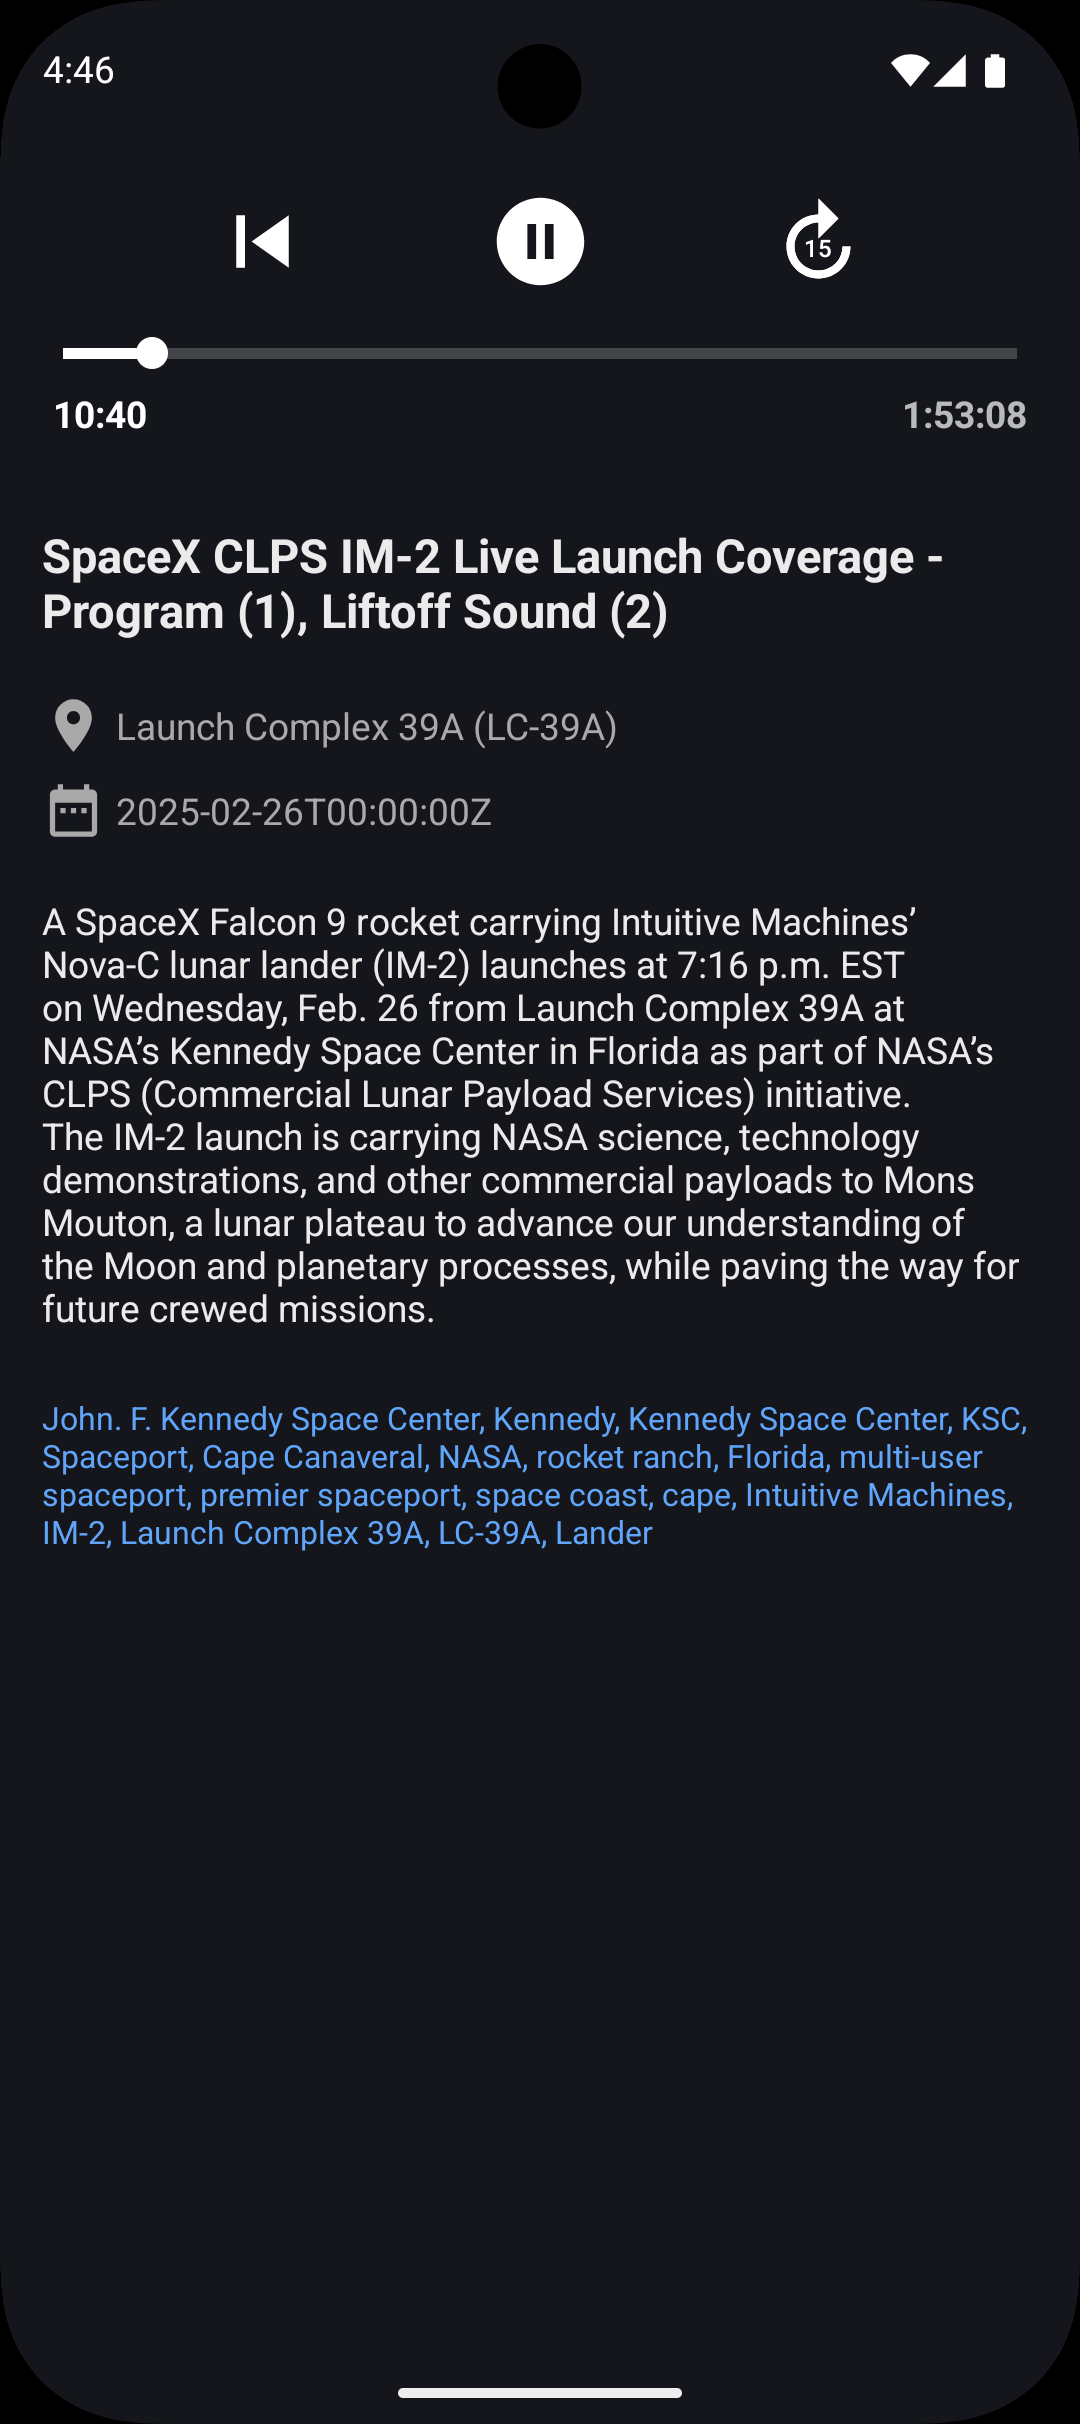 4:46
15
10:40
1:53:08
SpaceX CLPS IM-2 Live Launch Coverage -
Program (1), Liftoff Sound (2)
Launch Complex 39A (LC-39A)
2025-02-26T00:00:00Z
A SpaceX Falcon 9 rocket carrying Intuitive Machines’
Nova-C lunar lander (IM-2) launches at 7:16 p.m. EST
on Wednesday, Feb. 26 from Launch Complex 39A at
NASA’s Kennedy Space Center in Florida as part of NASA’s
CLPS (Commercial Lunar Payload Services) initiative.
The IM-2 launch is carrying NASA science, technology
demonstrations, and other commercial payloads to Mons
Mouton, a lunar plateau to advance our understanding of
the Moon and planetary processes, while paving the way for
future crewed missions.
John. F. Kennedy Space Center, Kennedy, Kennedy Space Center, KSC,
Spaceport, Cape Canaveral, NASA, rocket ranch, Florida, multi-user
spaceport, premier spaceport, space coast, cape, Intuitive Machines,
IM-2, Launch Complex 39A, LC-39A, Lander